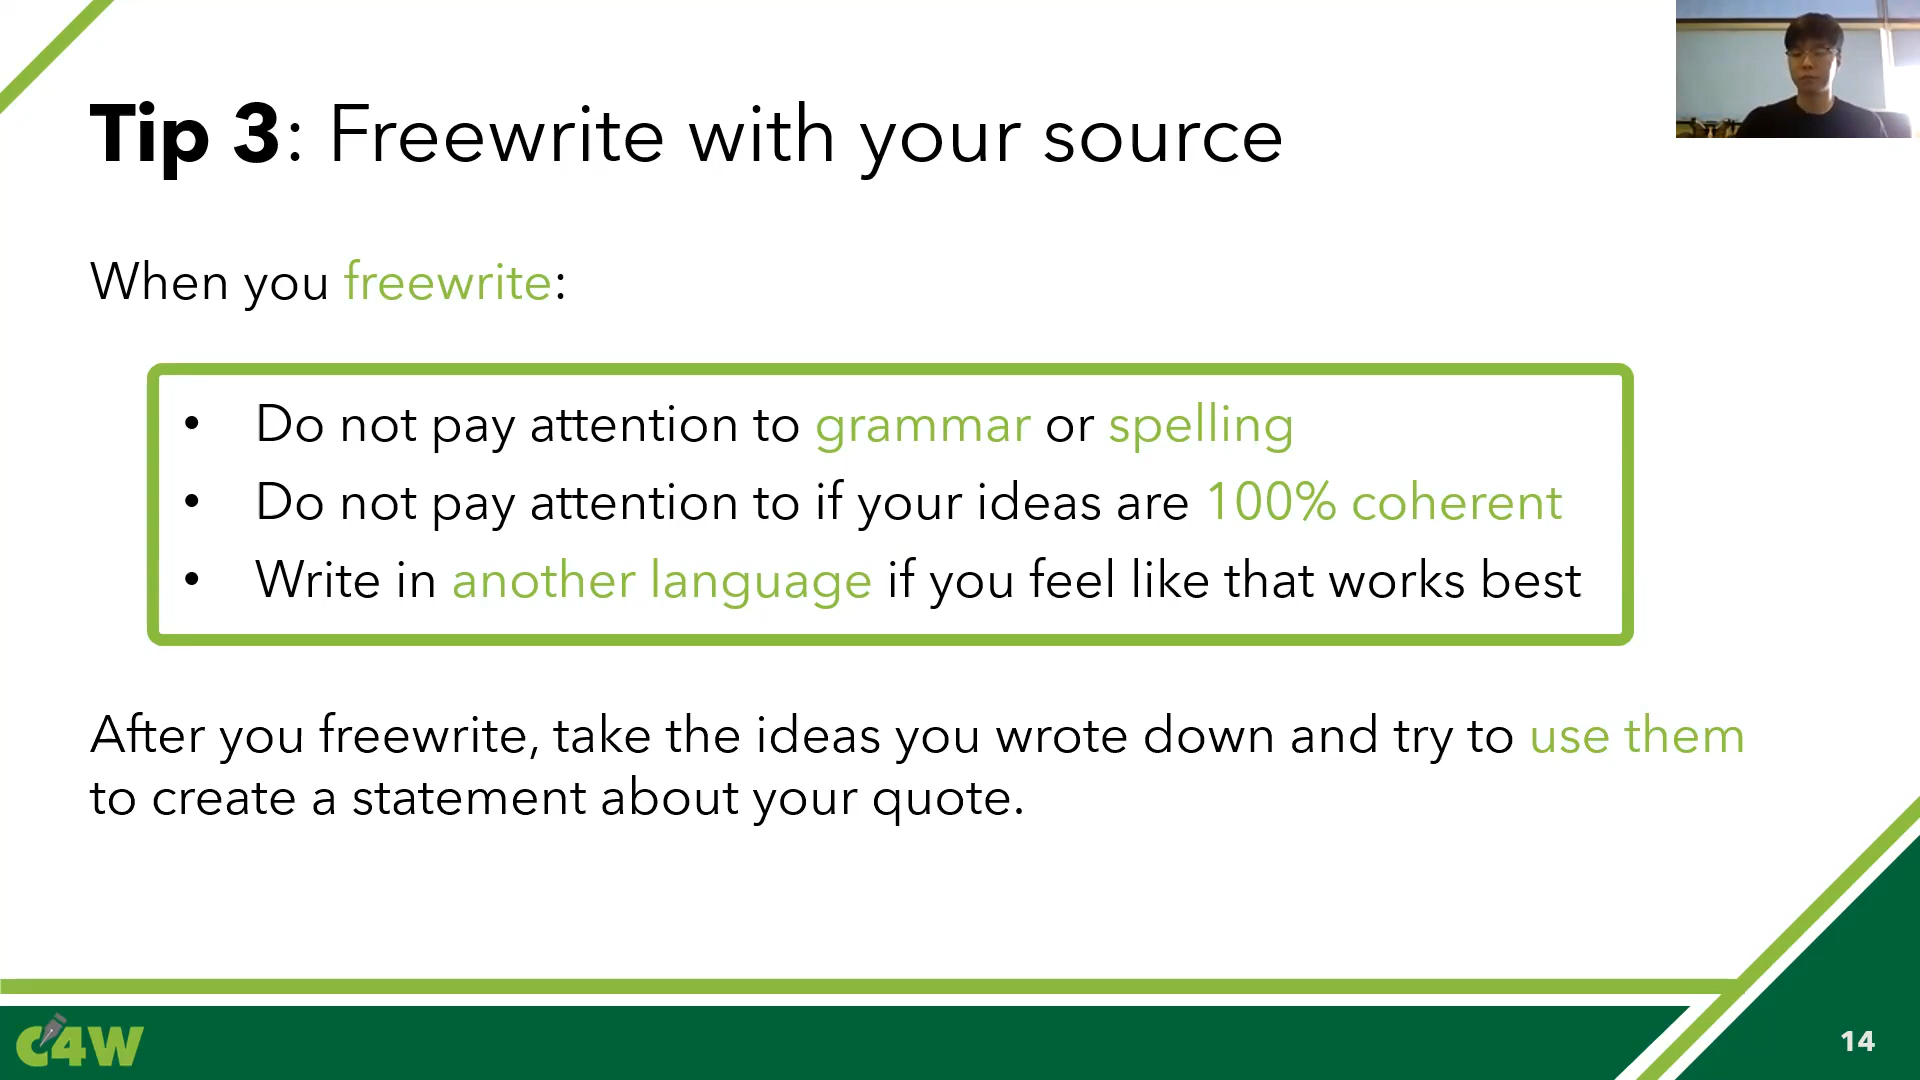 Tip 3: Freewrite with your source
When you freewrite:
• Do not pay attention to grammar or spelling
• Do not pay attention to if your ideas are 100% coherent
• Write in another language if you feel like that works best
After you freewrite, take the ideas you wrote down and try to use them
to create a statement about your quote.
C4W
14